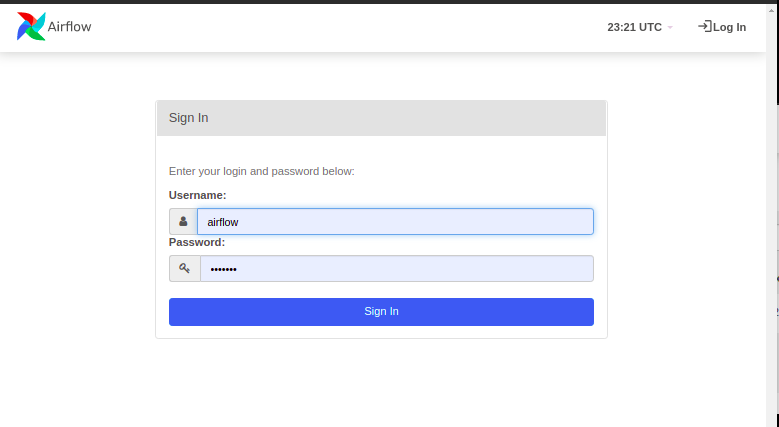 Airflow
23:21 UTC
Log In
Sign In
Enter your login and password below:
Username:
airflow
Password:
•••••••
Sign In